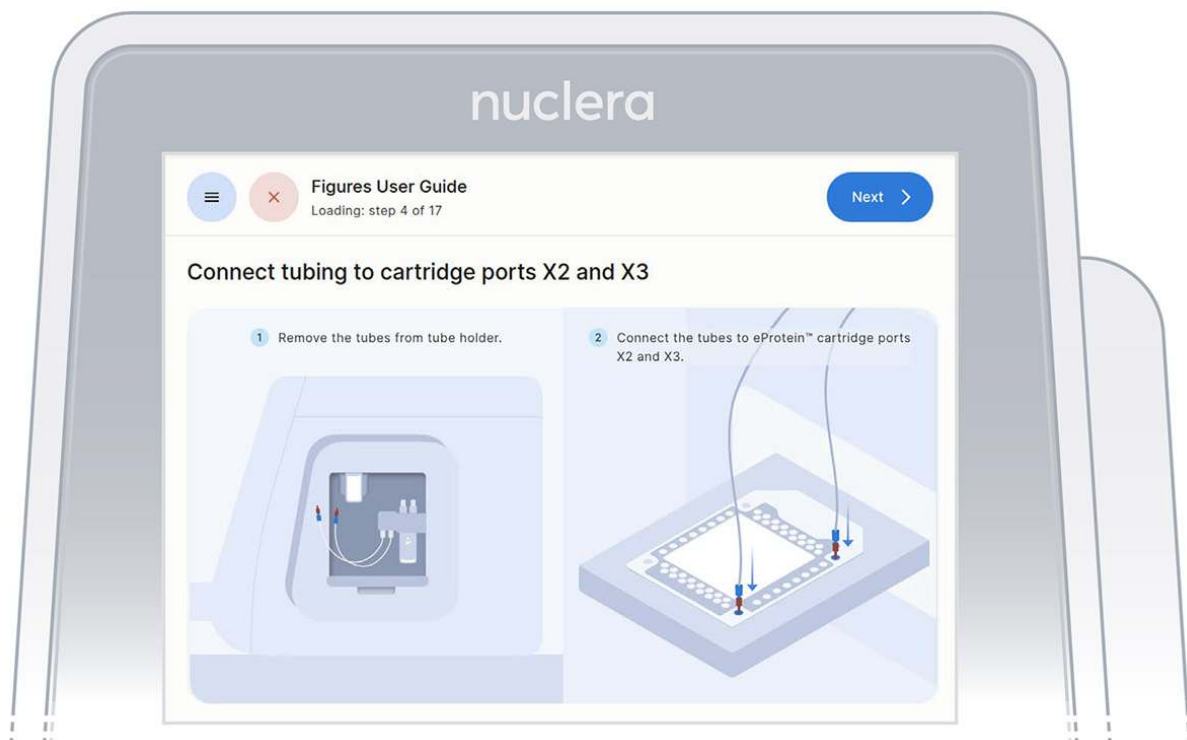 nuclera
Figures User Guide
Loading: step 4 of 17
Next
Connect tubing to cartridge ports X2 and X3
1 Remove the tubes from tube holder.
2 Connect the tubes to eProtein™ cartridge ports
X2 and X3.